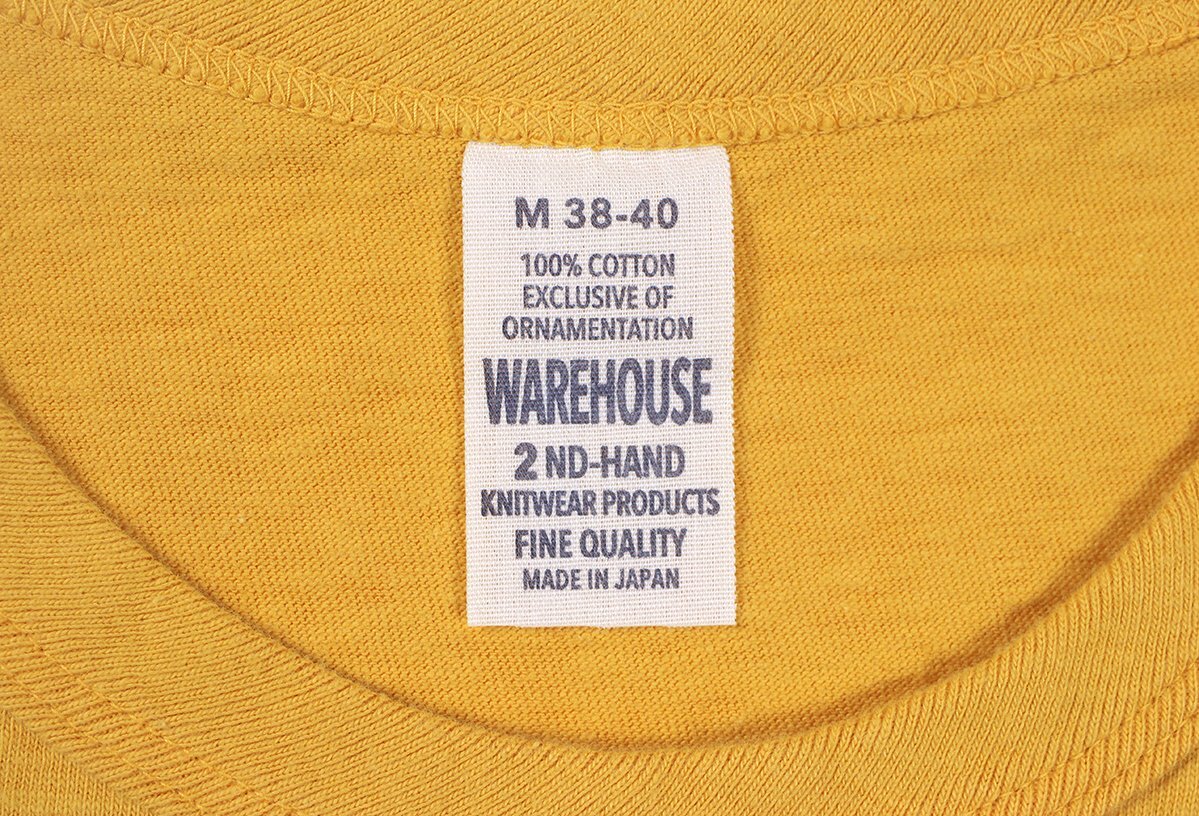 M 38-40
100% COTTON
EXCLUSIVE OF
ORNAMENTATION
WAREHOUSE
2 ND-HAND
KNITWEAR PRODUCTS
FINE QUALITY
MADE IN JAPAN